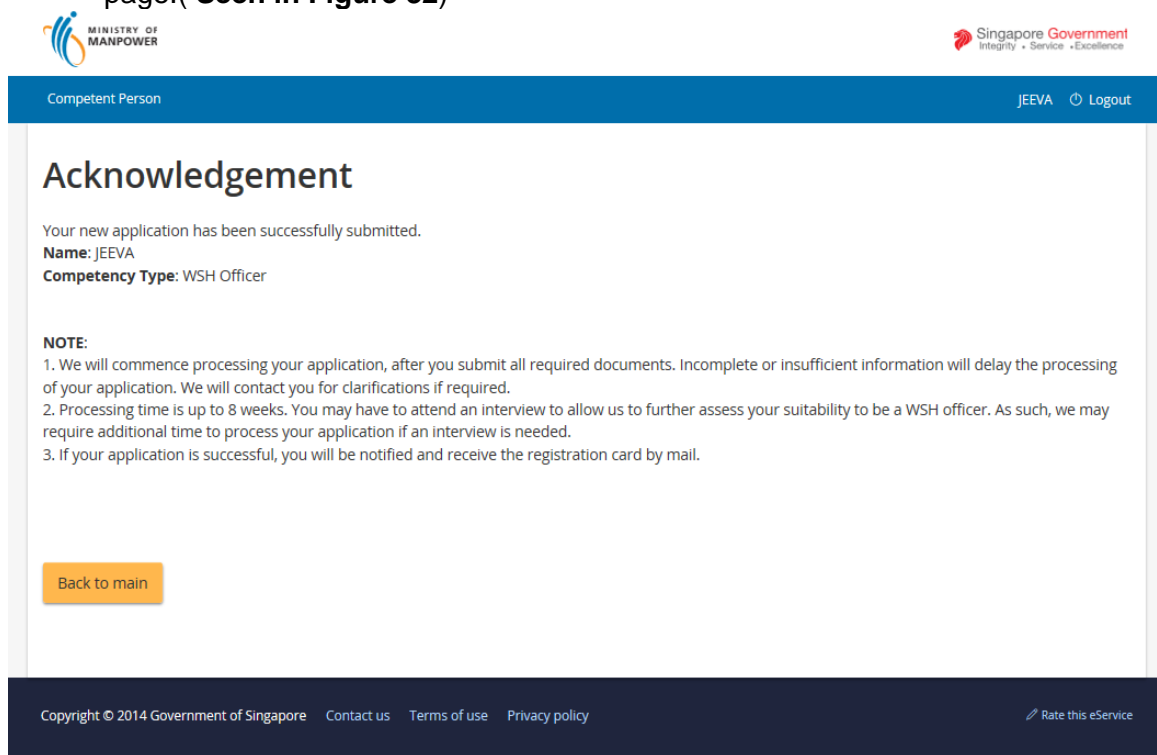 page.( Seen in Figure 32)
MINISTRY OF
MANPOWER
Singapore Government
Integrity • Service • Excellence
Competent Person
JEEVA Logout
Acknowledgement
Your new application has been successfully submitted.
Name: JEEVA
Competency Type: WSH Officer
NOTE:
1. We will commence processing your application, after you submit all required documents. Incomplete or insufficient information will delay the processing
of your application. We will contact you for clarifications if required.
2. Processing time is up to 8 weeks. You may have to attend an interview to allow us to further assess your suitability to be a WSH officer. As such, we may
require additional time to process your application if an interview is needed.
3. If your application is successful, you will be notified and receive the registration card by mail.
Back to main
Copyright © 2014 Government of Singapore Contact us Terms of use Privacy policy
Rate this eService